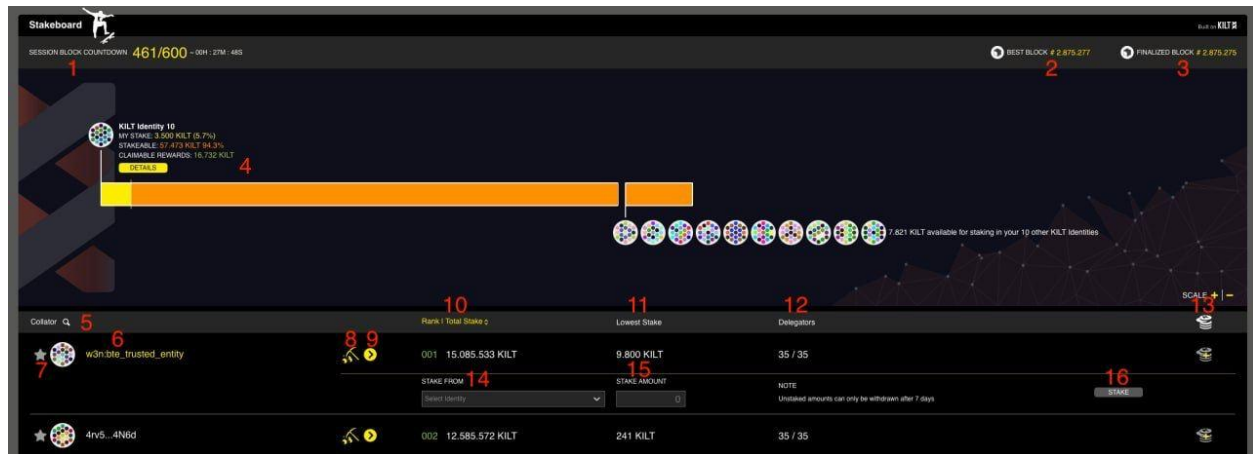 Stakeboard
Built on KILT
SESSION BLOCK COUNTDOWN 461/600 ~ 00H : 27M : 48S
BEST BLOCK # 2.875.277
FINALIZED BLOCK # 2.875.275
1
2
3
KILT Identity 10
MY STAKE: 3.500 KILT (5.7%)
STAKEABLE: 57.473 KILT 94.3%
CLAIMABLE REWARDS: 16.732 KILT
4
DETAILS
7.821 KILT available for staking in your 10 other KILT Identities
SCALE + | −
10
11
12
13
Collator
5
Rank | Total Stake
Lowest Stake
Delegators
6
8
9
7
w3n:bte_trusted_entity
001 15.085.533 KILT
9.800 KILT
35 / 35
15
16
STAKE FROM 14
STAKE AMOUNT
NOTE
STAKE
Select Identity
0
Unstaked amounts can only be withdrawn after 7 days
4rv5...4N6d
002 12.585.572 KILT
241 KILT
35 / 35